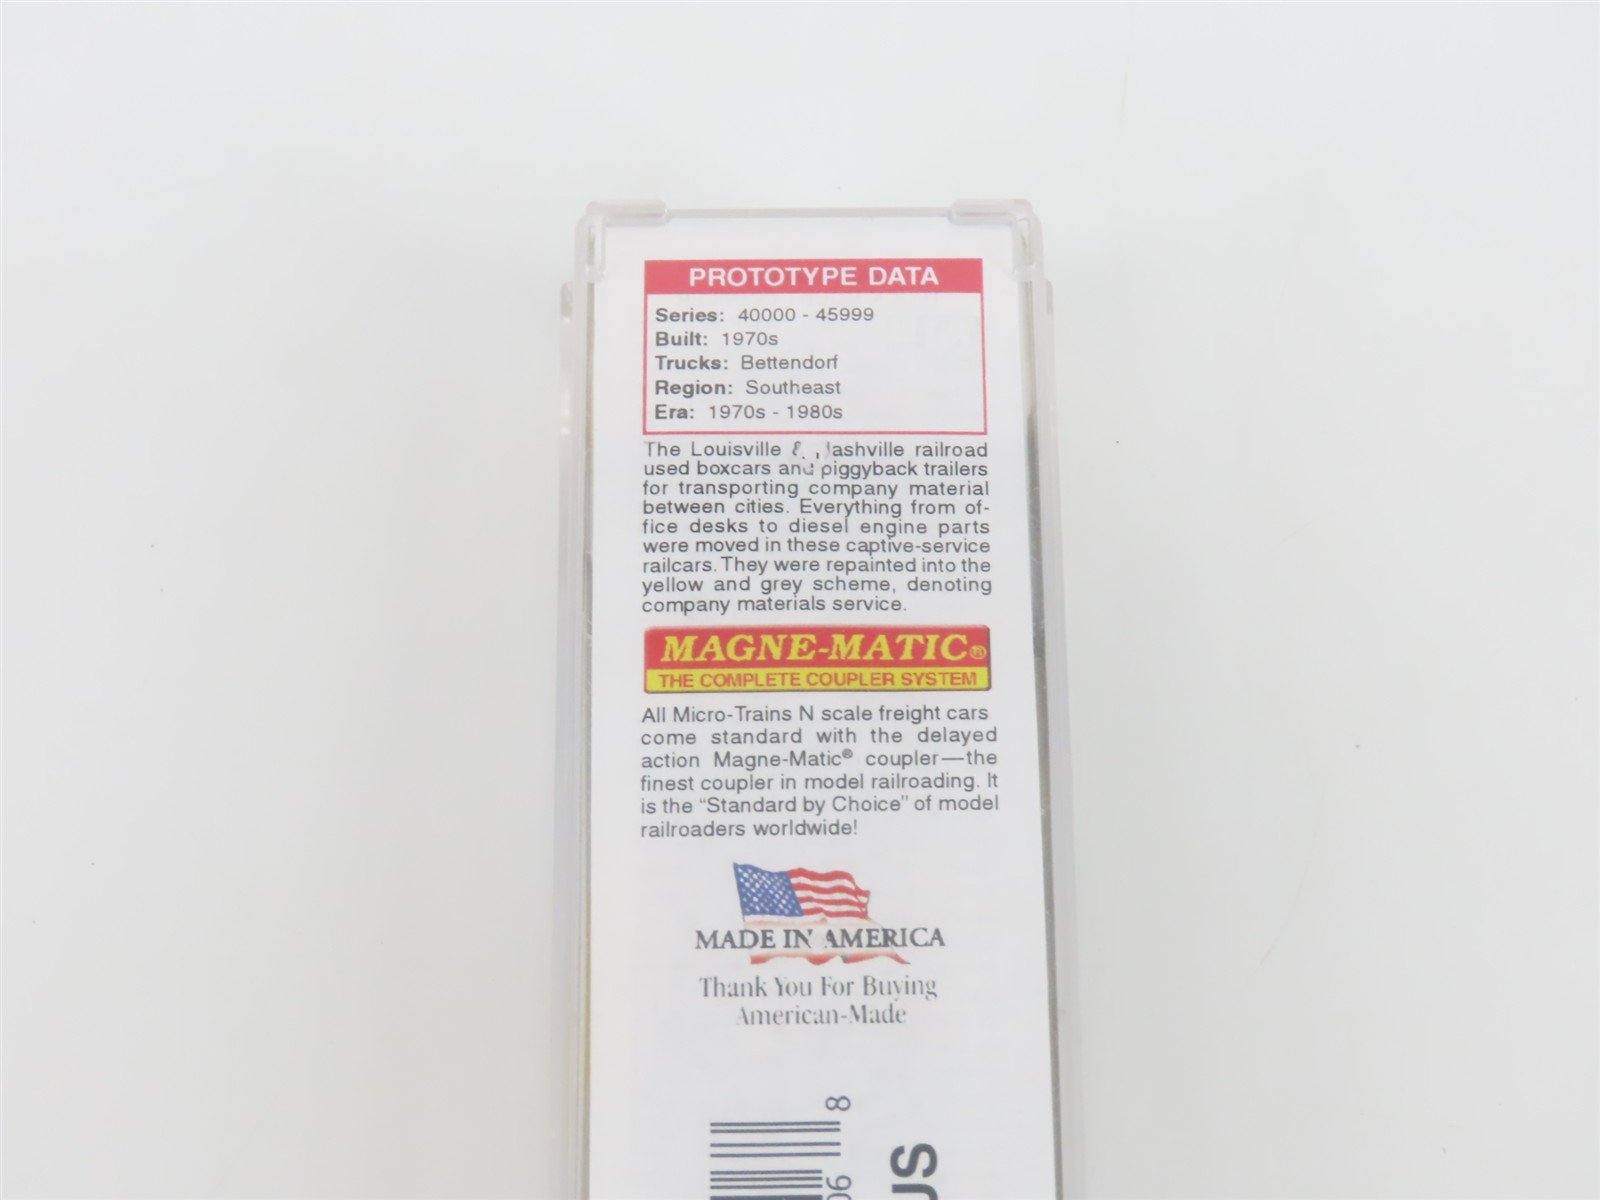 PROTOTYPE DATA
Series: 40000 - 45999
Built: 1970s
Trucks: Bettendorf
Region: Southeast
Era: 1970s - 1980s
The Louisville & Nashville railroad
used boxcars and piggyback trailers
for transporting company material
between cities. Everything from of-
fice desks to diesel engine parts
were moved in these captive-service
railcars. They were repainted into the
yellow and grey scheme, denoting
company materials service.
MAGNE-MATIC®
THE COMPLETE COUPLER SYSTEM
All Micro-Trains N scale freight cars
come standard with the delayed
action Magne-Matic® coupler—the
finest coupler in model railroading. It
is the “Standard by Choice” of model
railroaders worldwide!
MADE IN AMERICA
Thank You For Buying
American-Made
8